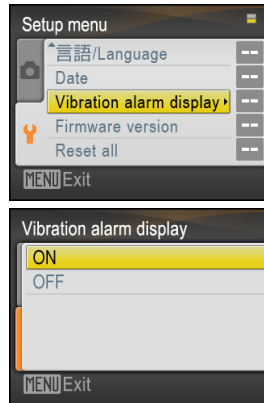 Setup menu
言語/Language
--
Date
--
Vibration alarm display
--
Firmware version
--
Reset all
--
MENU Exit
Vibration alarm display
ON
OFF
MENU Exit